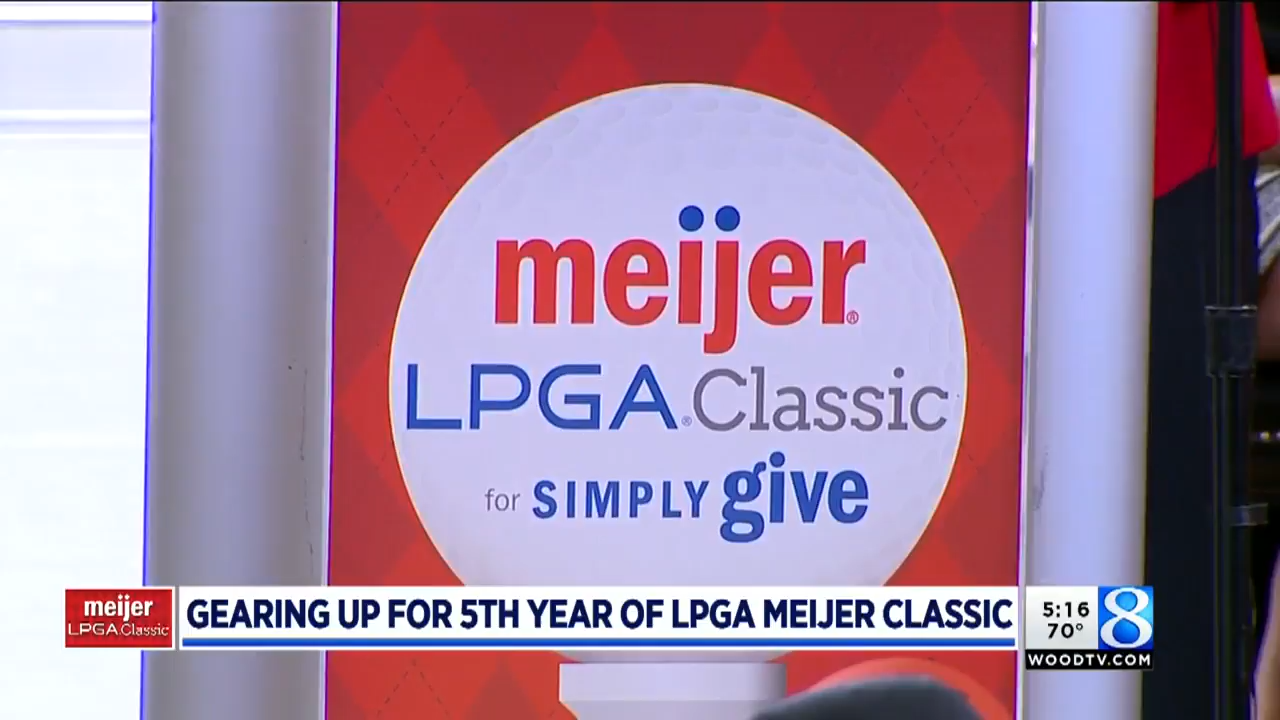 meijer®
LPGA® Classic
for SIMPLY give
meijer
LPGA Classic
GEARING UP FOR 5TH YEAR OF LPGA MEIJER CLASSIC
5:16
70°
8
WOODTV.COM